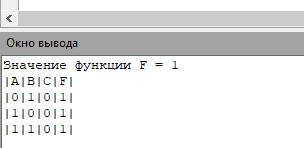 Окно вывода
Значение функции F = 1
|A|B|C|F|
|0|1|0|1|
|1|0|0|1|
|1|1|0|1|